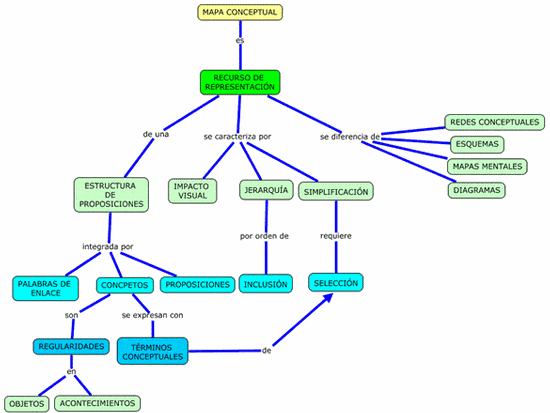 MAPA CONCEPTUAL
es
RECURSO DE
REPRESENTACIÓN
de una
se caracteriza por
se diferencia de
REDES CONCEPTUALES
ESQUEMAS
MAPAS MENTALES
DIAGRAMAS
ESTRUCTURA
DE
PROPOSICIONES
IMPACTO
VISUAL
JERARQUÍA
SIMPLIFICACIÓN
integrada por
por orden de
requiere
PALABRAS DE
ENLACE
CONCPETOS
PROPOSICIONES
INCLUSIÓN
SELECCIÓN
son
se expresan con
REGULARIDADES
TÉRMINOS
CONCEPTUALES
de
en
OBJETOS
ACONTECIMIENTOS